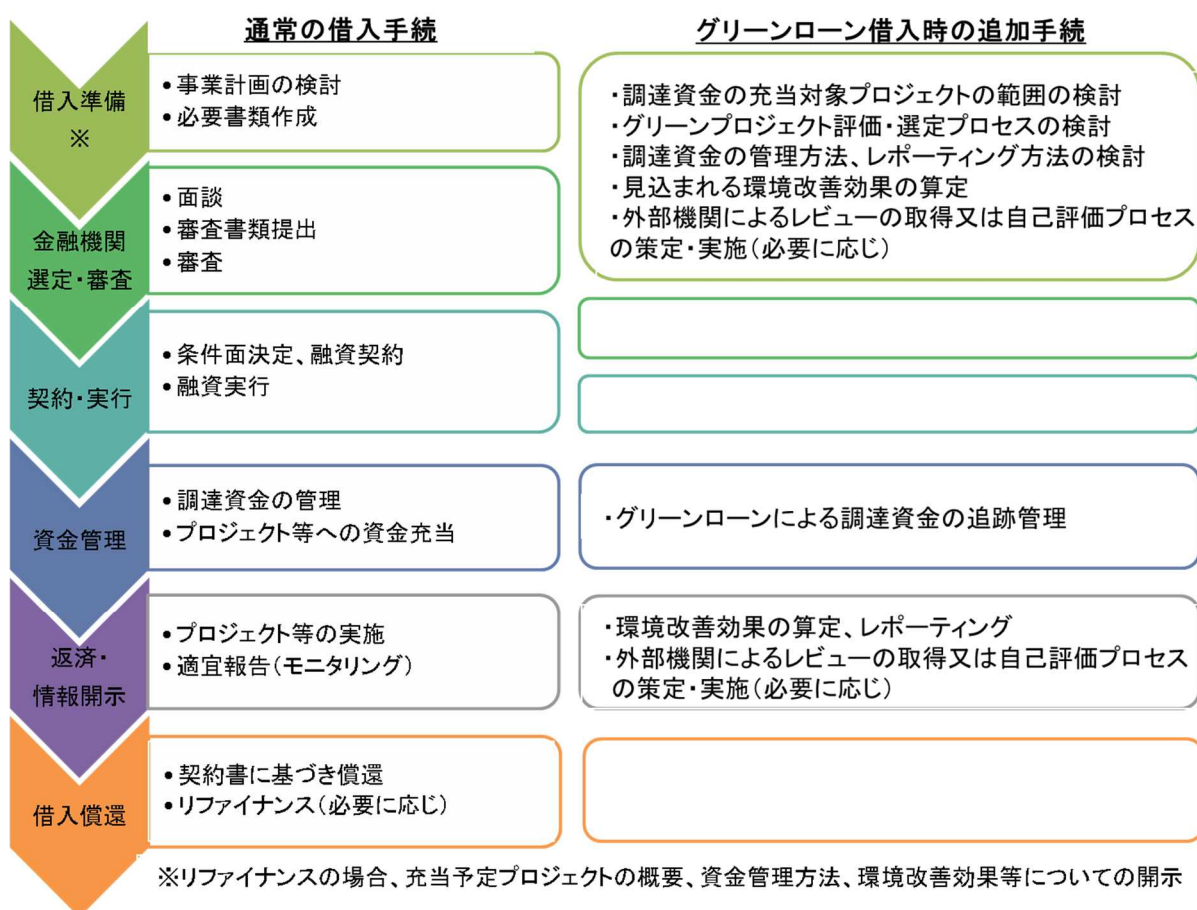 通常の借入手続
グリーンローン借入時の追加手続
借入準備
※
•事業計画の検討
•必要書類作成
・調達資金の充当対象プロジェクトの範囲の検討
・グリーンプロジェクト評価・選定プロセスの検討
・調達資金の管理方法、レポーティング方法の検討
・見込まれる環境改善効果の算定
・外部機関によるレビューの取得又は自己評価プロセス
の策定・実施(必要に応じ)
金融機関
選定・審査
•面談
•審査書類提出
•審査
契約・実行
•条件面決定、融資契約
•融資実行
資金管理
•調達資金の管理
•プロジェクト等への資金充当
・グリーンローンによる調達資金の追跡管理
返済・
情報開示
•プロジェクト等の実施
•適宜報告(モニタリング)
・環境改善効果の算定、レポーティング
・外部機関によるレビューの取得又は自己評価プロセス
の策定・実施(必要に応じ)
借入償還
•契約書に基づき償還
•リファイナンス(必要に応じ)
※リファイナンスの場合、充当予定プロジェクトの概要、資金管理方法、環境改善効果等についての開示